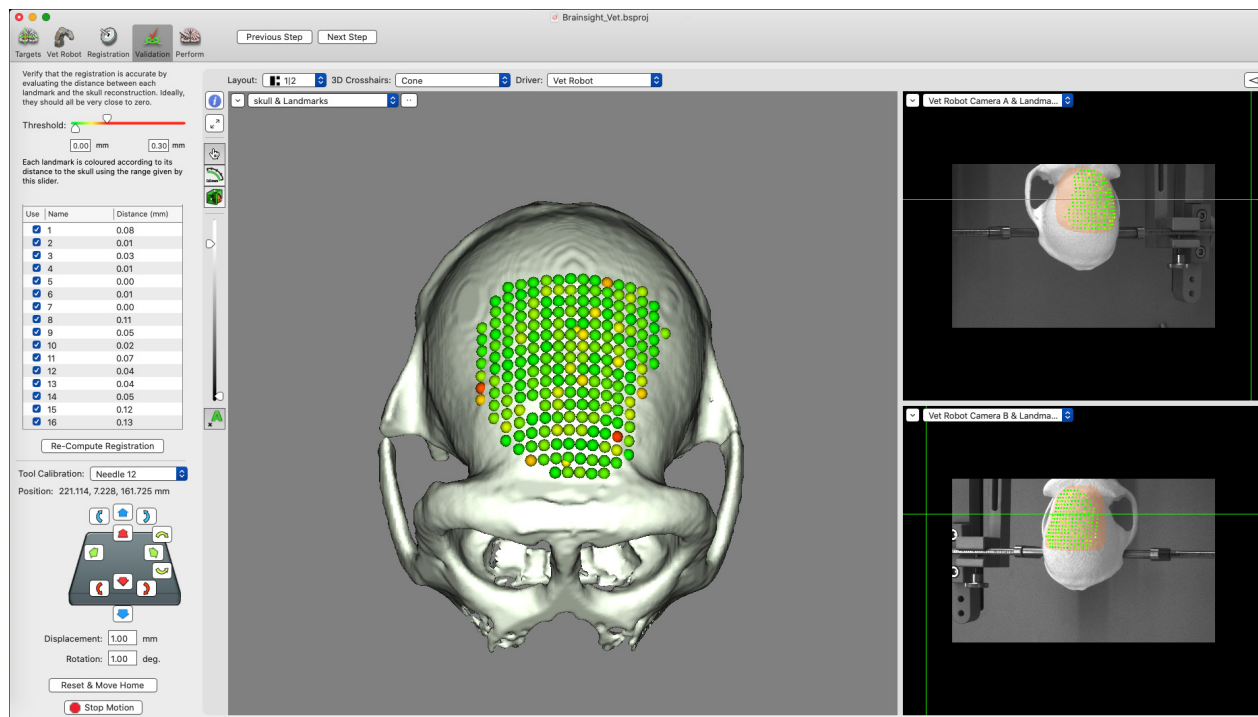 Brainsight_Vet.bsproj
Targets Vet Robot Registration Validation Perform
Previous Step Next Step
Verify that the registration is accurate by
evaluating the distance between each
landmark and the skull reconstruction. Ideally,
they should all be very close to zero.
Threshold:
0.00 mm 0.30 mm
Each landmark is coloured according to its
distance to the skull using the range given by
this slider.
Use Name Distance (mm)
1 0.08
2 0.01
3 0.03
4 0.01
5 0.00
6 0.01
7 0.00
8 0.11
9 0.05
10 0.02
11 0.07
12 0.04
13 0.04
14 0.05
15 0.12
16 0.13
Re-Compute Registration
Tool Calibration: Needle 12
Position: 221.114, 7.228, 161.725 mm
Displacement: 1.00 mm
Rotation: 1.00 deg.
Reset & Move Home
Stop Motion
Layout: 1|2 3D Crosshairs: Cone Driver: Vet Robot
skull & Landmarks
Vet Robot Camera A & Landma...
Vet Robot Camera B & Landma...